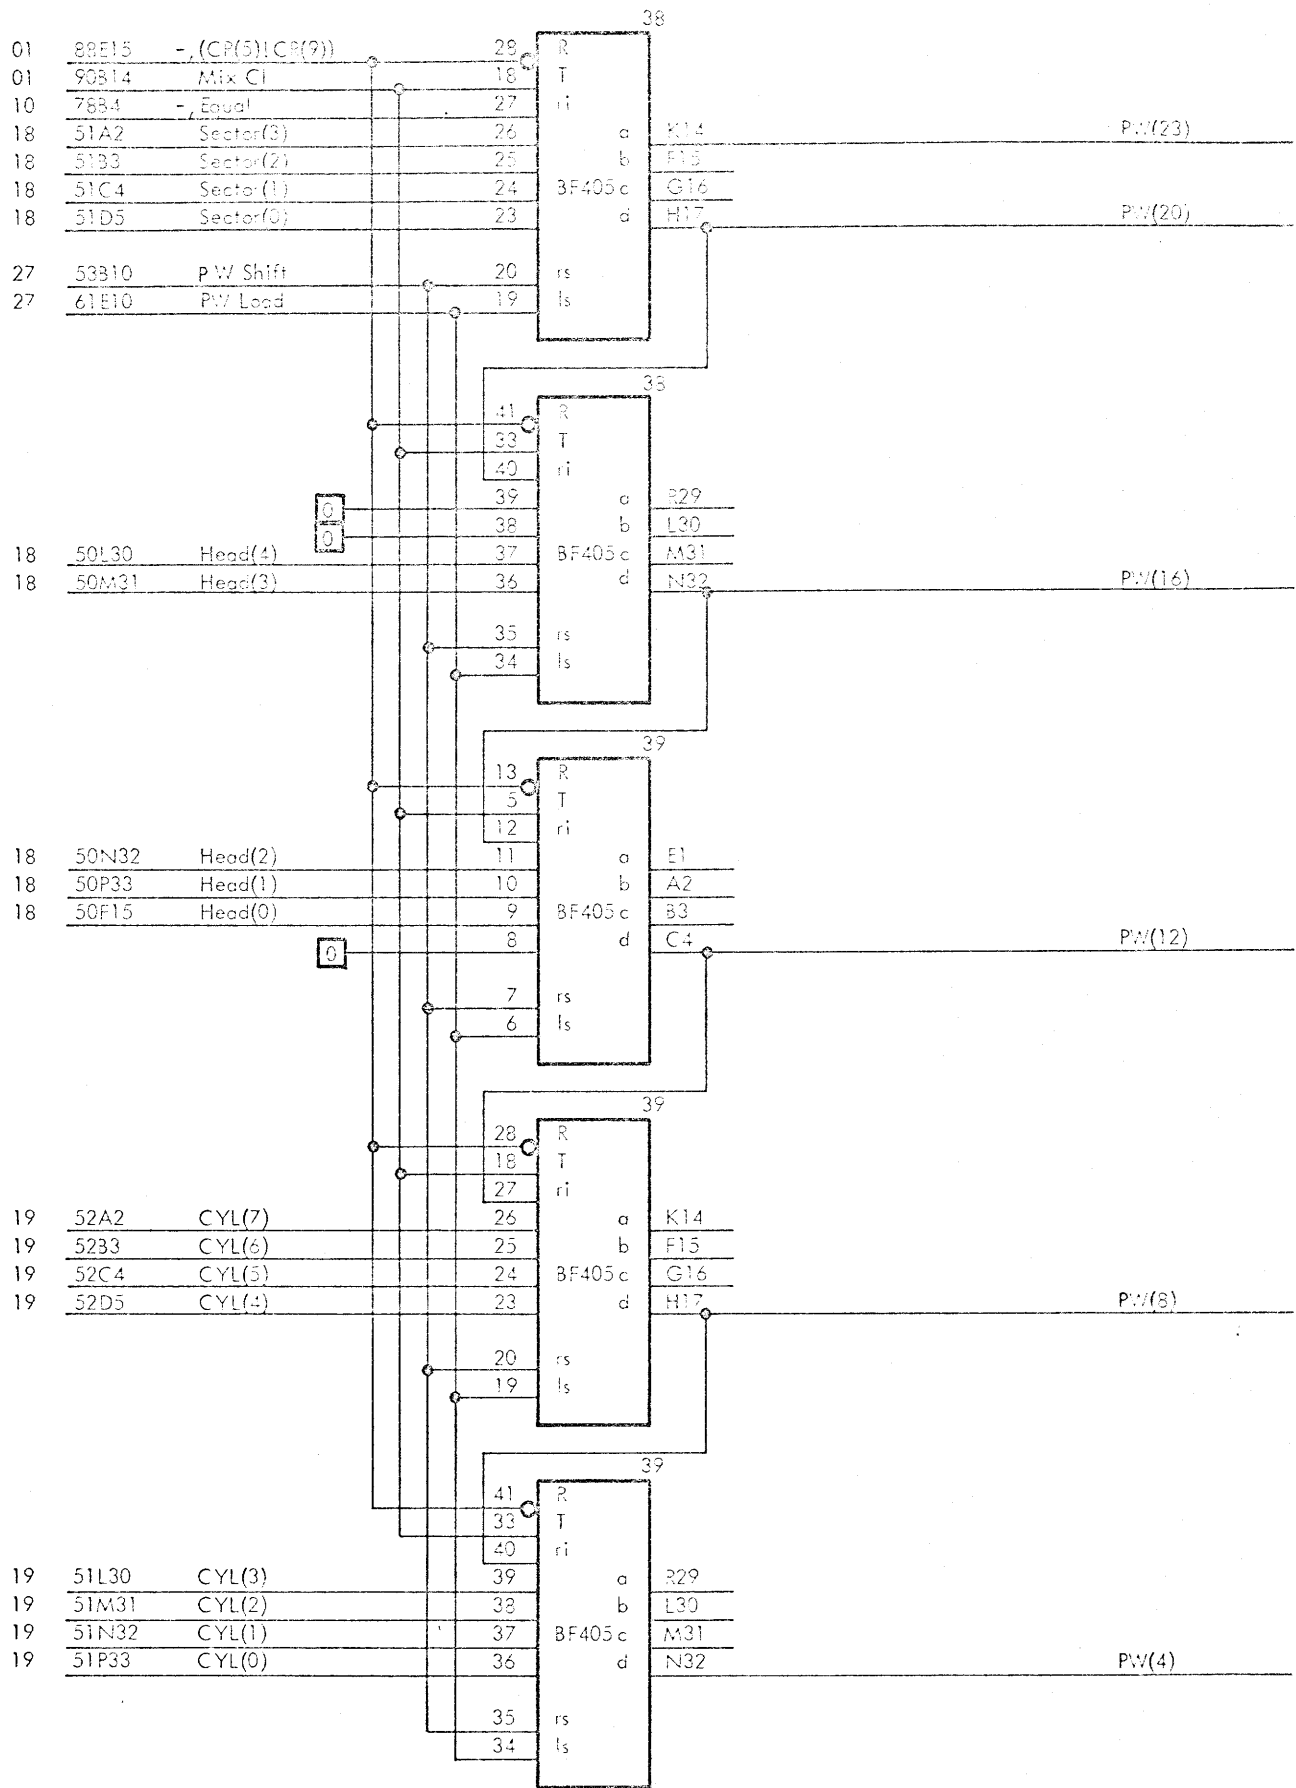 38
01 88E15 -,(CP(5)!CP(9)) 28 R
01 90B14 Mix Cl 18 T
10 78B4 -,Equal 27 ri
18 51A2 Sector(3) 26 a K14 PW(23)
18 51B3 Sector(2) 25 b F15
18 51C4 Sector(1) 24 BF405 c G16
18 51D5 Sector(0) 23 d H17 PW(20)
27 53B10 PW Shift 20 rs
27 61E10 PW Load 19 ls
38
41 R
33 T
40 ri
0 39 a R29
0 38 b L30
18 50L30 Head(4) 37 BF405 c M31
18 50M31 Head(3) 36 d N32 PW(16)
35 rs
34 ls
39
13 R
5 T
12 ri
18 50N32 Head(2) 11 a E1
18 50P33 Head(1) 10 b A2
18 50F15 Head(0) 9 BF405 c B3
0 8 d C4 PW(12)
7 rs
6 ls
39
28 R
18 T
27 ri
19 52A2 CYL(7) 26 a K14
19 52B3 CYL(6) 25 b F15
19 52C4 CYL(5) 24 BF405 c G16
19 52D5 CYL(4) 23 d H17 PW(8)
20 rs
19 ls
39
41 R
33 T
40 ri
19 51L30 CYL(3) 39 a R29
19 51M31 CYL(2) 38 b L30
19 51N32 CYL(1) 37 BF405 c M31
19 51P33 CYL(0) 36 d N32 PW(4)
35 rs
34 ls